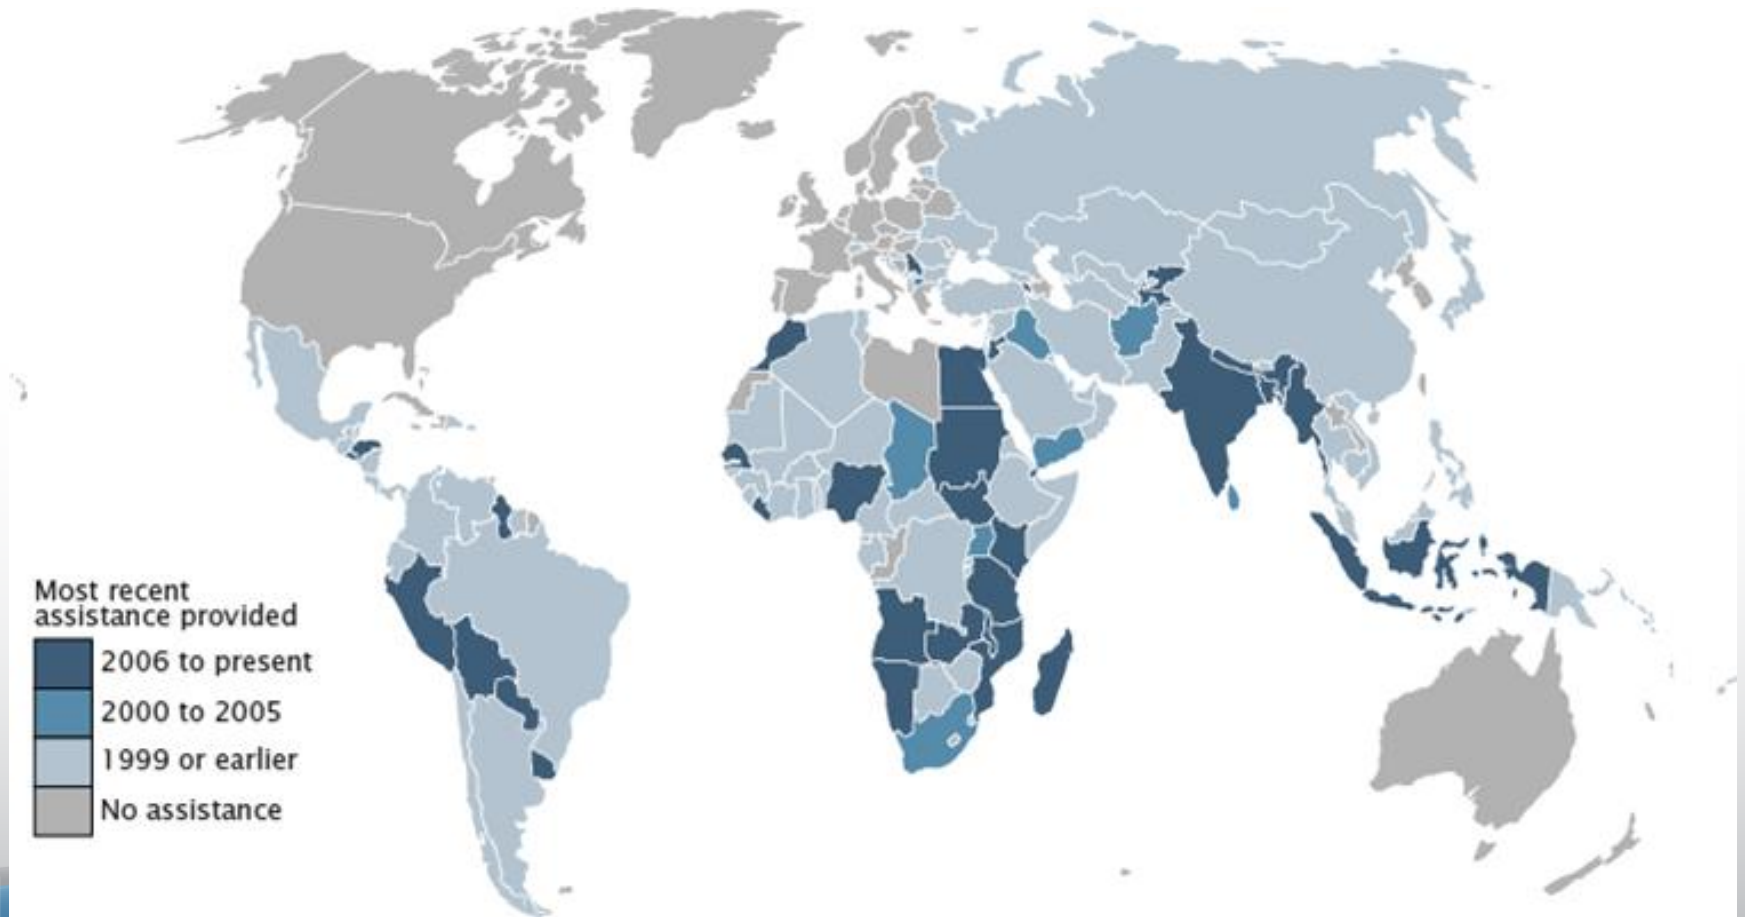 Most recent
assistance provided
2006 to present
2000 to 2005
1999 or earlier
No assistance